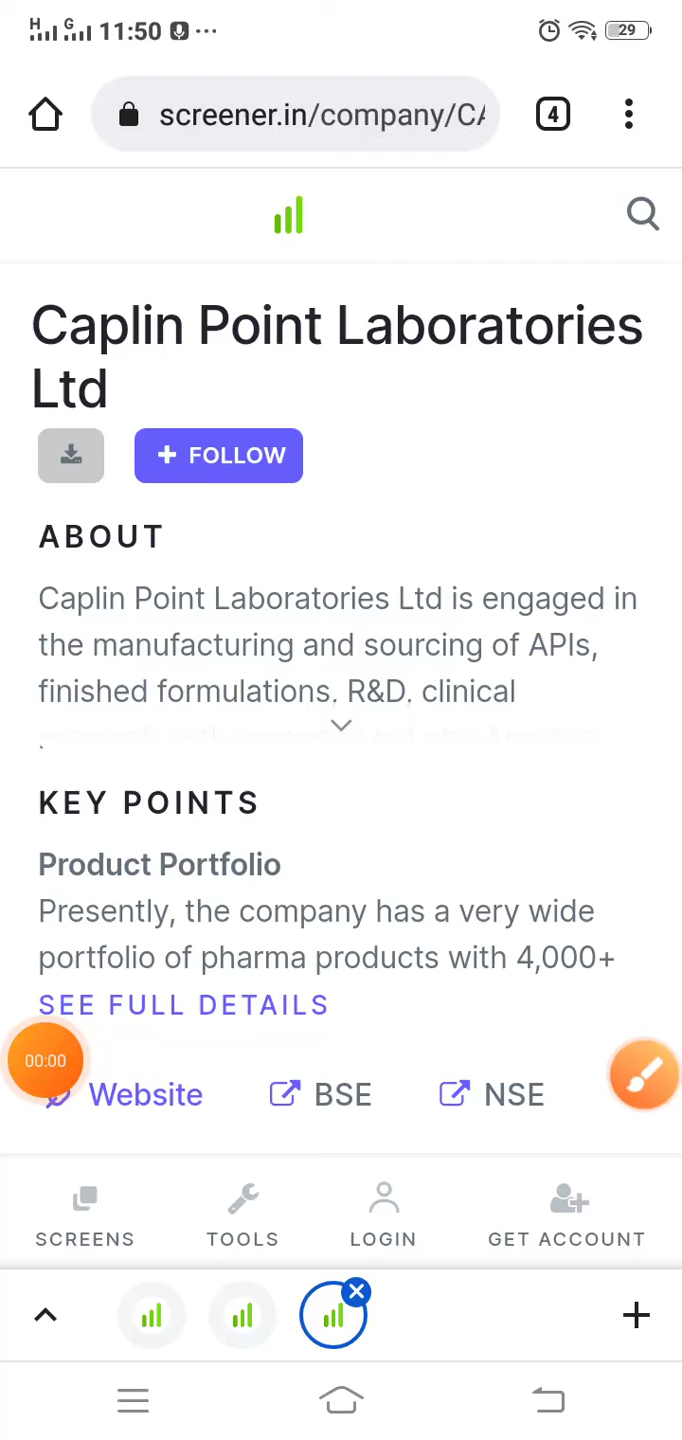 H G 11:50 ... 29
screener.in/company/CA 4
Caplin Point Laboratories
Ltd
+ FOLLOW
ABOUT
Caplin Point Laboratories Ltd is engaged in
the manufacturing and sourcing of APIs,
finished formulations, R&D, clinical
KEY POINTS
Product Portfolio
Presently, the company has a very wide
portfolio of pharma products with 4,000+
SEE FULL DETAILS
00:00
Website BSE NSE
SCREENS TOOLS LOGIN GET ACCOUNT